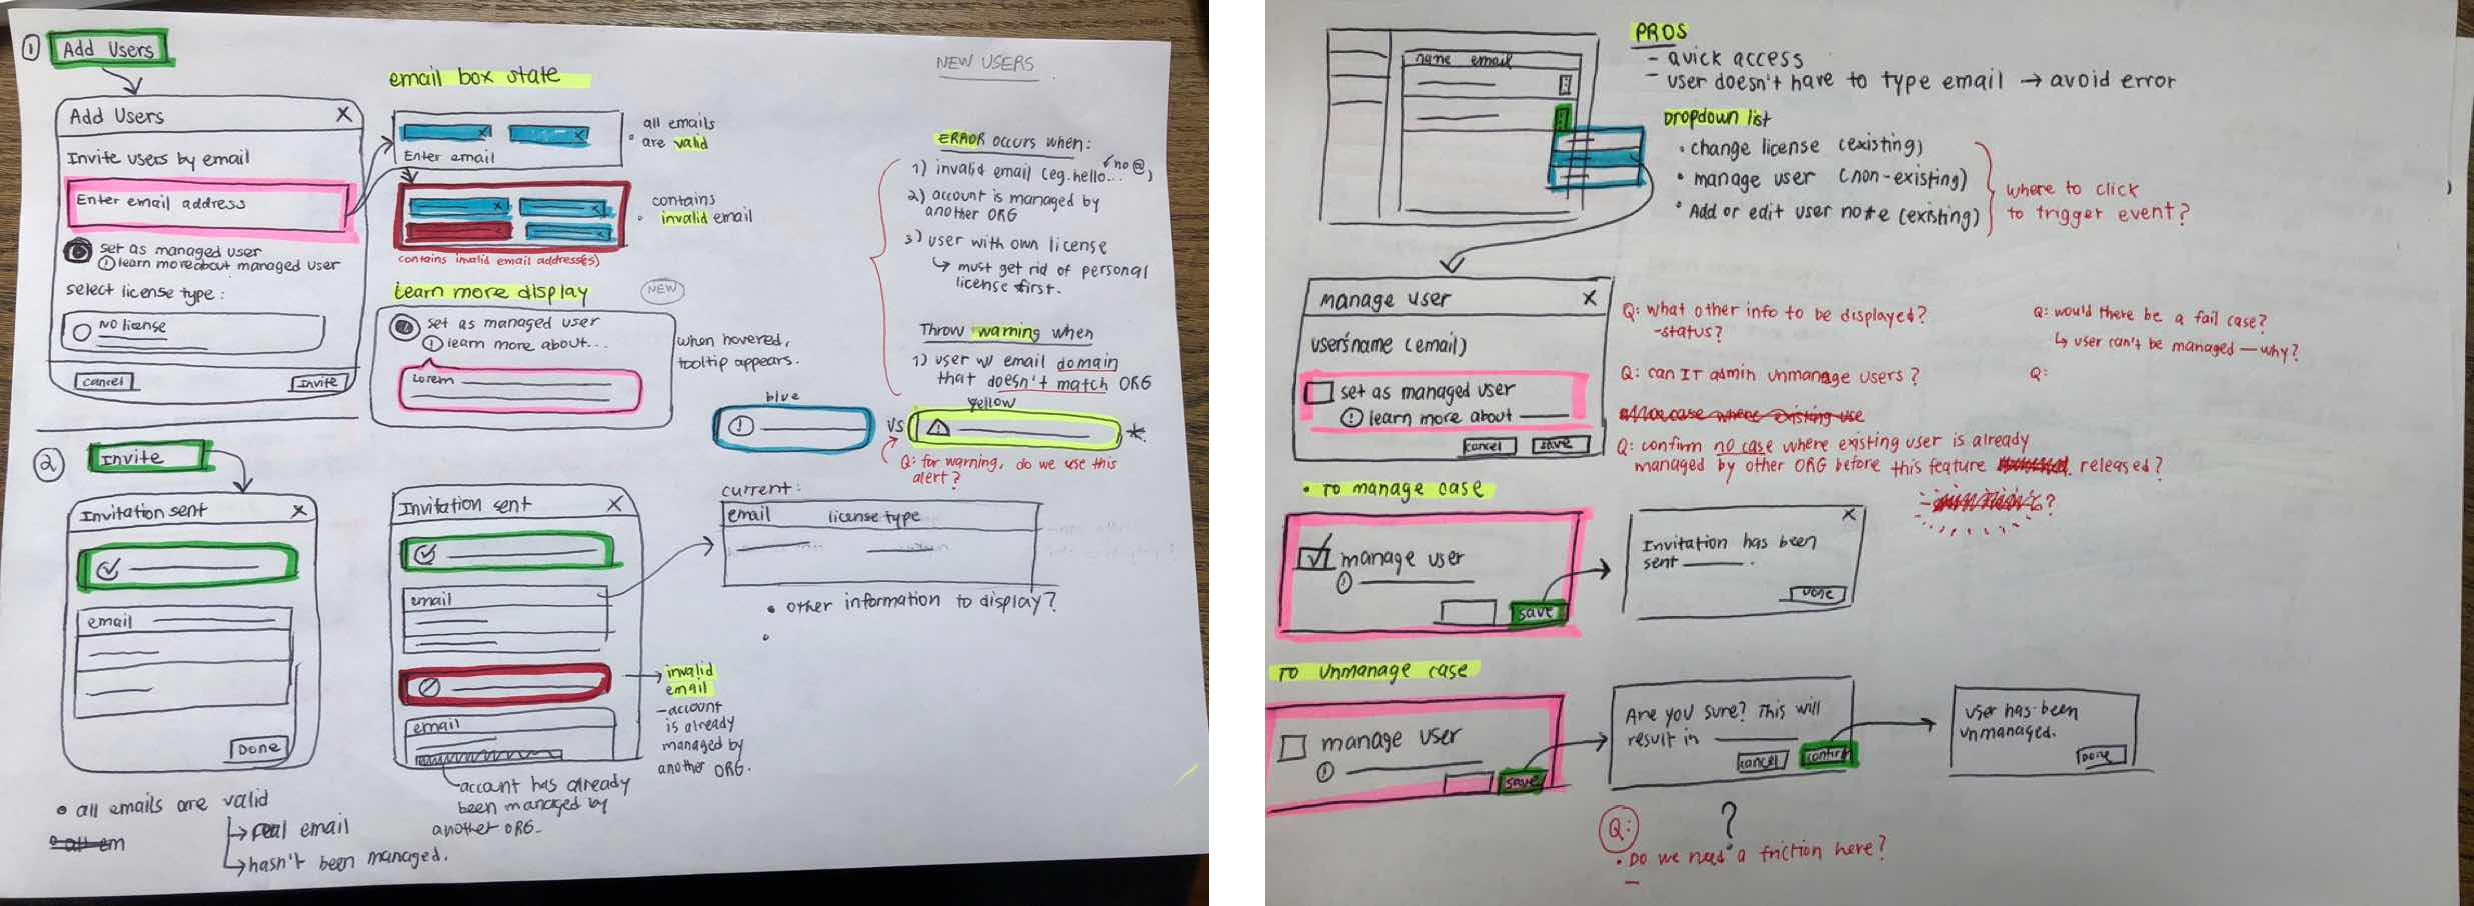 ① Add Users
Add Users X
Invite users by email
Enter email address
set as managed user
! learn more about managed user
select license type:
No license
cancel Invite
email box state
x x
Enter email
• all emails
are valid
x x
x x
contains
• invalid email
contains invalid email addresses)
Learn more display
NEW
set as managed user
! learn more about...
Lorem
when hovered,
tooltip appears.
NEW USERS
ERROR occurs when:
1) invalid email (eg. hello... no @)
2) account is managed by
another ORG
3) user with own license
↳ must get rid of personal
license first.
Throw warning when
1) user w/ email domain
that doesn't match ORG
blue
yellow
! VS ! *
Q: for warning, do we use this
alert?
② Invite
Invitation sent X
email
Done
• all emails are valid
→ real email
→ hasn't been managed.
• all em
Invitation sent X
email
email
account has already
been managed by
another ORG.
→ invalid
email
- account
is already
managed by
another ORG.
current:
email license type
• other information to display?
•
name email
PROS
- quick access
- user doesn't have to type email → avoid error
Dropdown list
• change license (existing)
• manage user (non-existing)
• Add or edit user note (existing)
where to click
to trigger event?
manage user X
user's name (email)
set as managed user
! learn more about
cancel save
Q: what other info to be displayed?
- status?
Q: can IT admin unmanage users?
Q: confirm no case where existing user is already
managed by other ORG before this feature released?
?
Q: would there be a fail case?
↳ user can't be managed — why?
Q:
• TO manage case
manage user
!
save
X
Invitation has been
sent .
Done
TO unmanage case
manage user
!
save
Are you sure? This will
result in
cancel confirm
user has been
unmanaged.
Done
?
Q:
• Do we need a friction here?
-